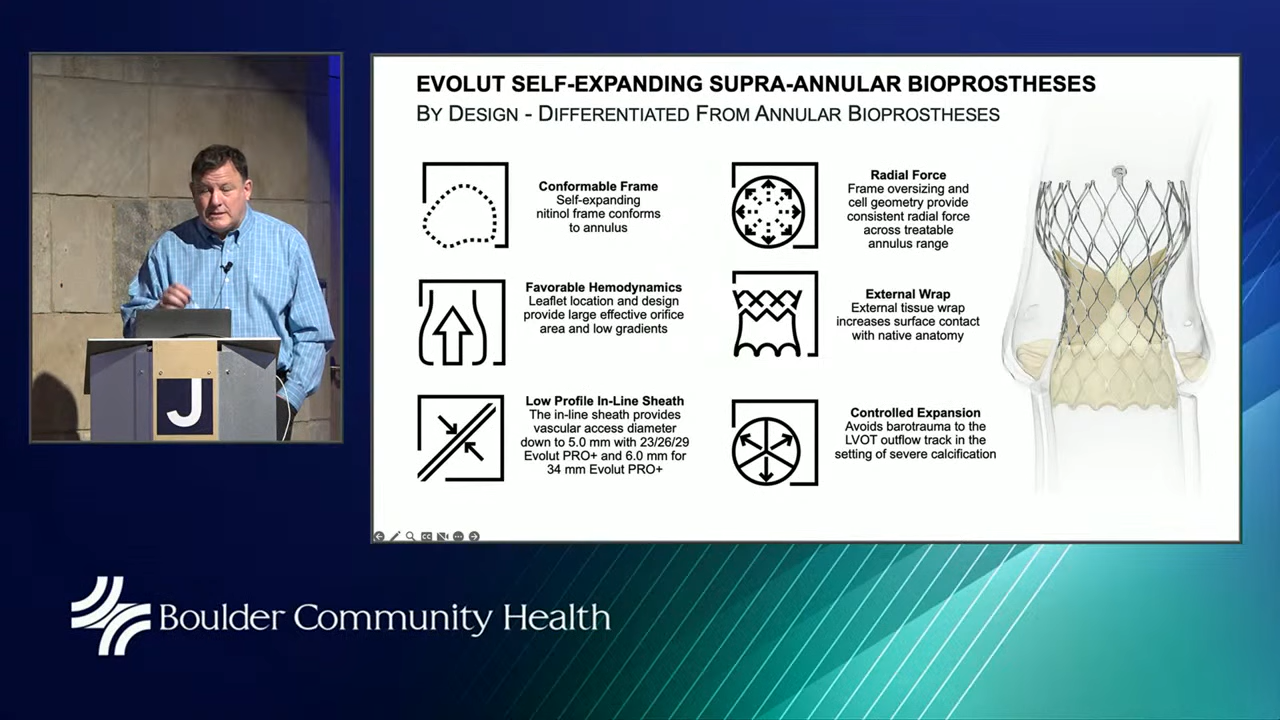 EVOLUT SELF-EXPANDING SUPRA-ANNULAR BIOPROSTHESES
BY DESIGN - DIFFERENTIATED FROM ANNULAR BIOPROSTHESES
Conformable Frame
Self-expanding
nitinol frame conforms
to annulus
Radial Force
Frame oversizing and
cell geometry provide
consistent radial force
across treatable
annulus range
Favorable Hemodynamics
Leaflet location and design
provide large effective orifice
area and low gradients
External Wrap
External tissue wrap
increases surface contact
with native anatomy
Low Profile In-Line Sheath
The in-line sheath provides
vascular access diameter
down to 5.0 mm with 23/26/29
Evolut PRO+ and 6.0 mm for
34 mm Evolut PRO+
Controlled Expansion
Avoids barotrauma to the
LVOT outflow track in the
setting of severe calcification
J
CC
Boulder Community Health